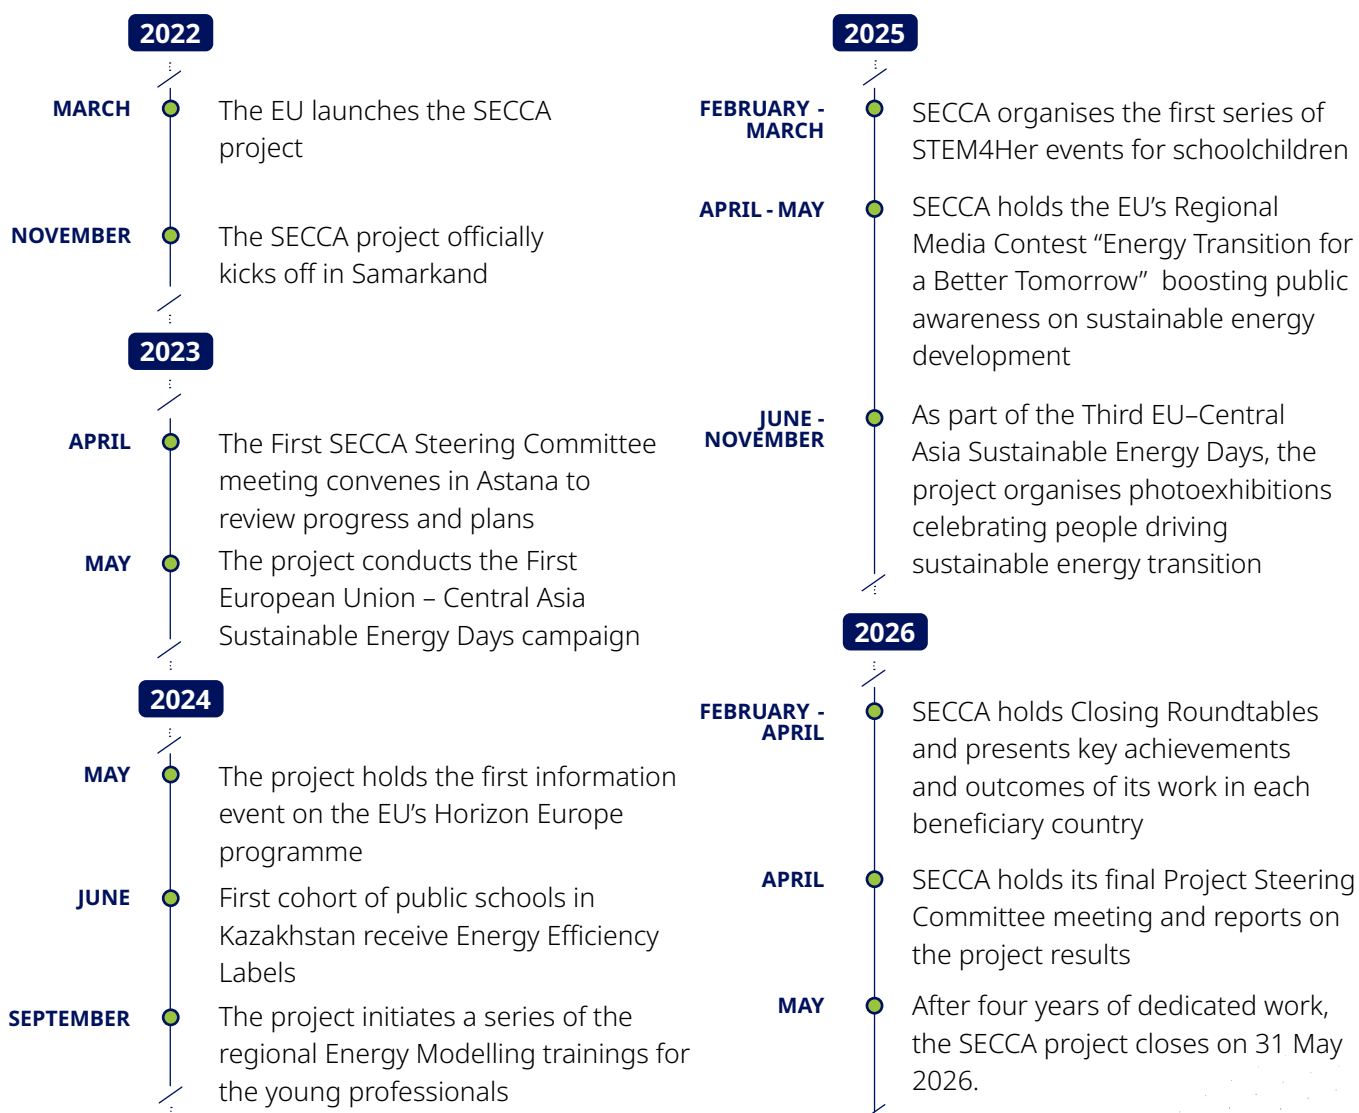 2022
MARCH
The EU launches the SECCA
project
NOVEMBER
The SECCA project officially
kicks off in Samarkand
2023
APRIL
The First SECCA Steering Committee
meeting convenes in Astana to
review progress and plans
MAY
The project conducts the First
European Union – Central Asia
Sustainable Energy Days campaign
2024
MAY
The project holds the first information
event on the EU’s Horizon Europe
programme
JUNE
First cohort of public schools in
Kazakhstan receive Energy Efficiency
Labels
SEPTEMBER
The project initiates a series of the
regional Energy Modelling trainings for
the young professionals
2025
FEBRUARY -
MARCH
SECCA organises the first series of
STEM4Her events for schoolchildren
APRIL - MAY
SECCA holds the EU’s Regional
Media Contest “Energy Transition for
a Better Tomorrow” boosting public
awareness on sustainable energy
development
JUNE -
NOVEMBER
As part of the Third EU–Central
Asia Sustainable Energy Days, the
project organises photoexhibitions
celebrating people driving
sustainable energy transition
2026
FEBRUARY -
APRIL
SECCA holds Closing Roundtables
and presents key achievements
and outcomes of its work in each
beneficiary country
APRIL
SECCA holds its final Project Steering
Committee meeting and reports on
the project results
MAY
After four years of dedicated work,
the SECCA project closes on 31 May
2026.